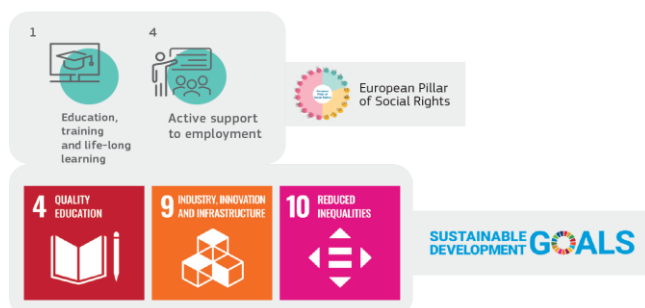 1
4
Education,
training
and life-long
learning
Active support
to employment
European Pillar
of Social Rights
4 QUALITY
EDUCATION
9 INDUSTRY, INNOVATION
AND INFRASTRUCTURE
10 REDUCED
INEQUALITIES
SUSTAINABLE
DEVELOPMENT GOALS